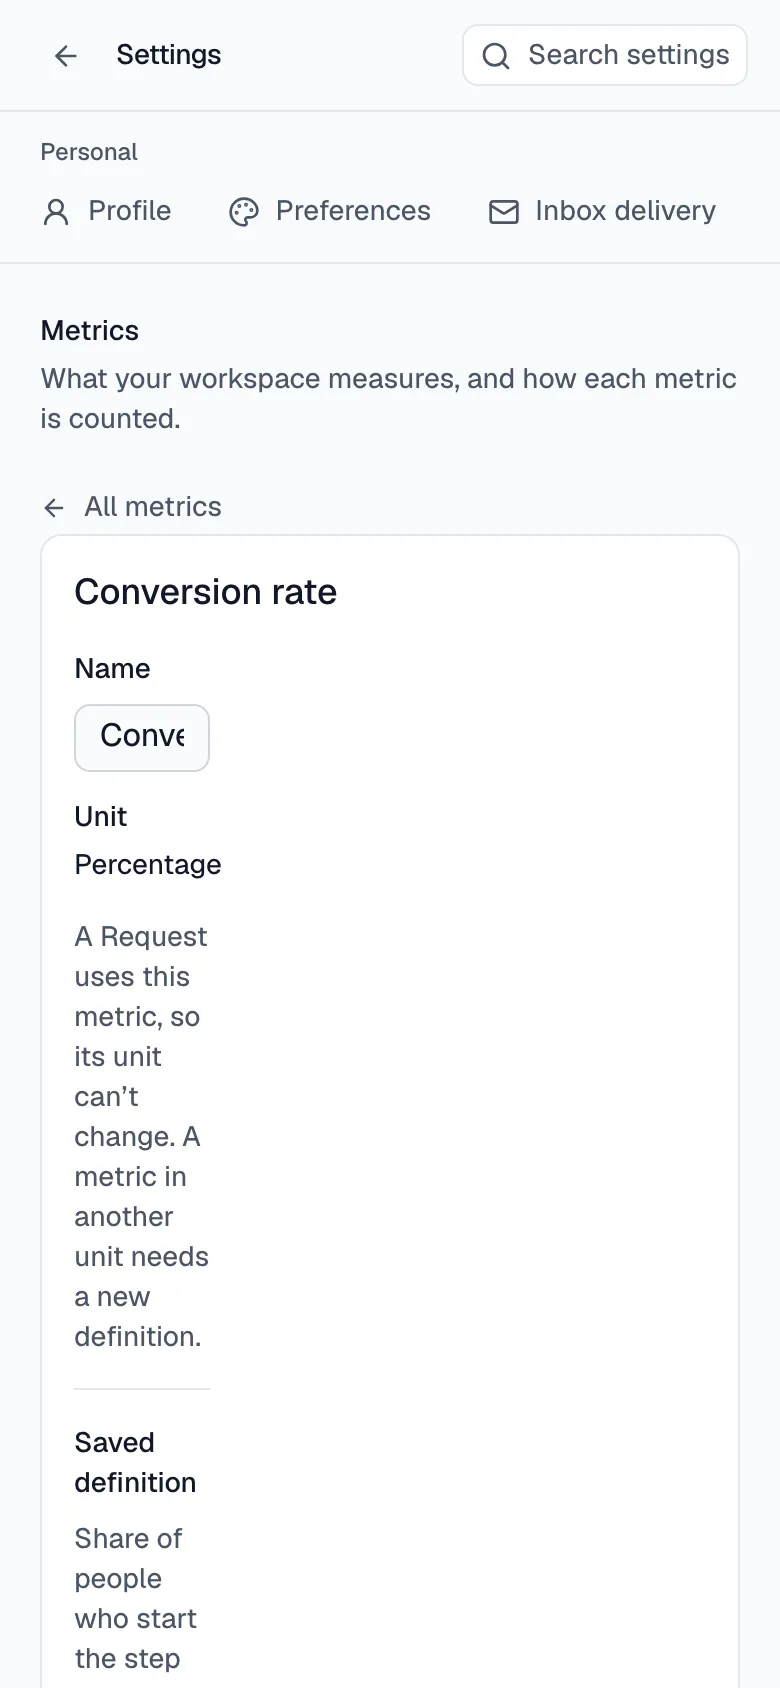 Settings
Search settings
Personal
Profile
Preferences
Inbox delivery
Metrics
What your workspace measures, and how each metric
is counted.
All metrics
Conversion rate
Name
Conve
Unit
Percentage
A Request
uses this
metric, so
its unit
can’t
change. A
metric in
another
unit needs
a new
definition.
Saved
definition
Share of
people
who start
the step